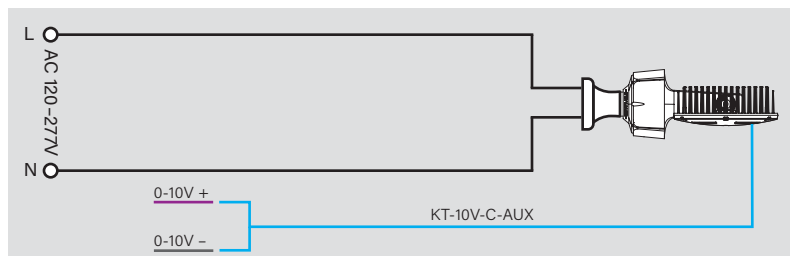 L
AC 120–277V
N
0-10V +
KT-10V-C-AUX
0-10V –